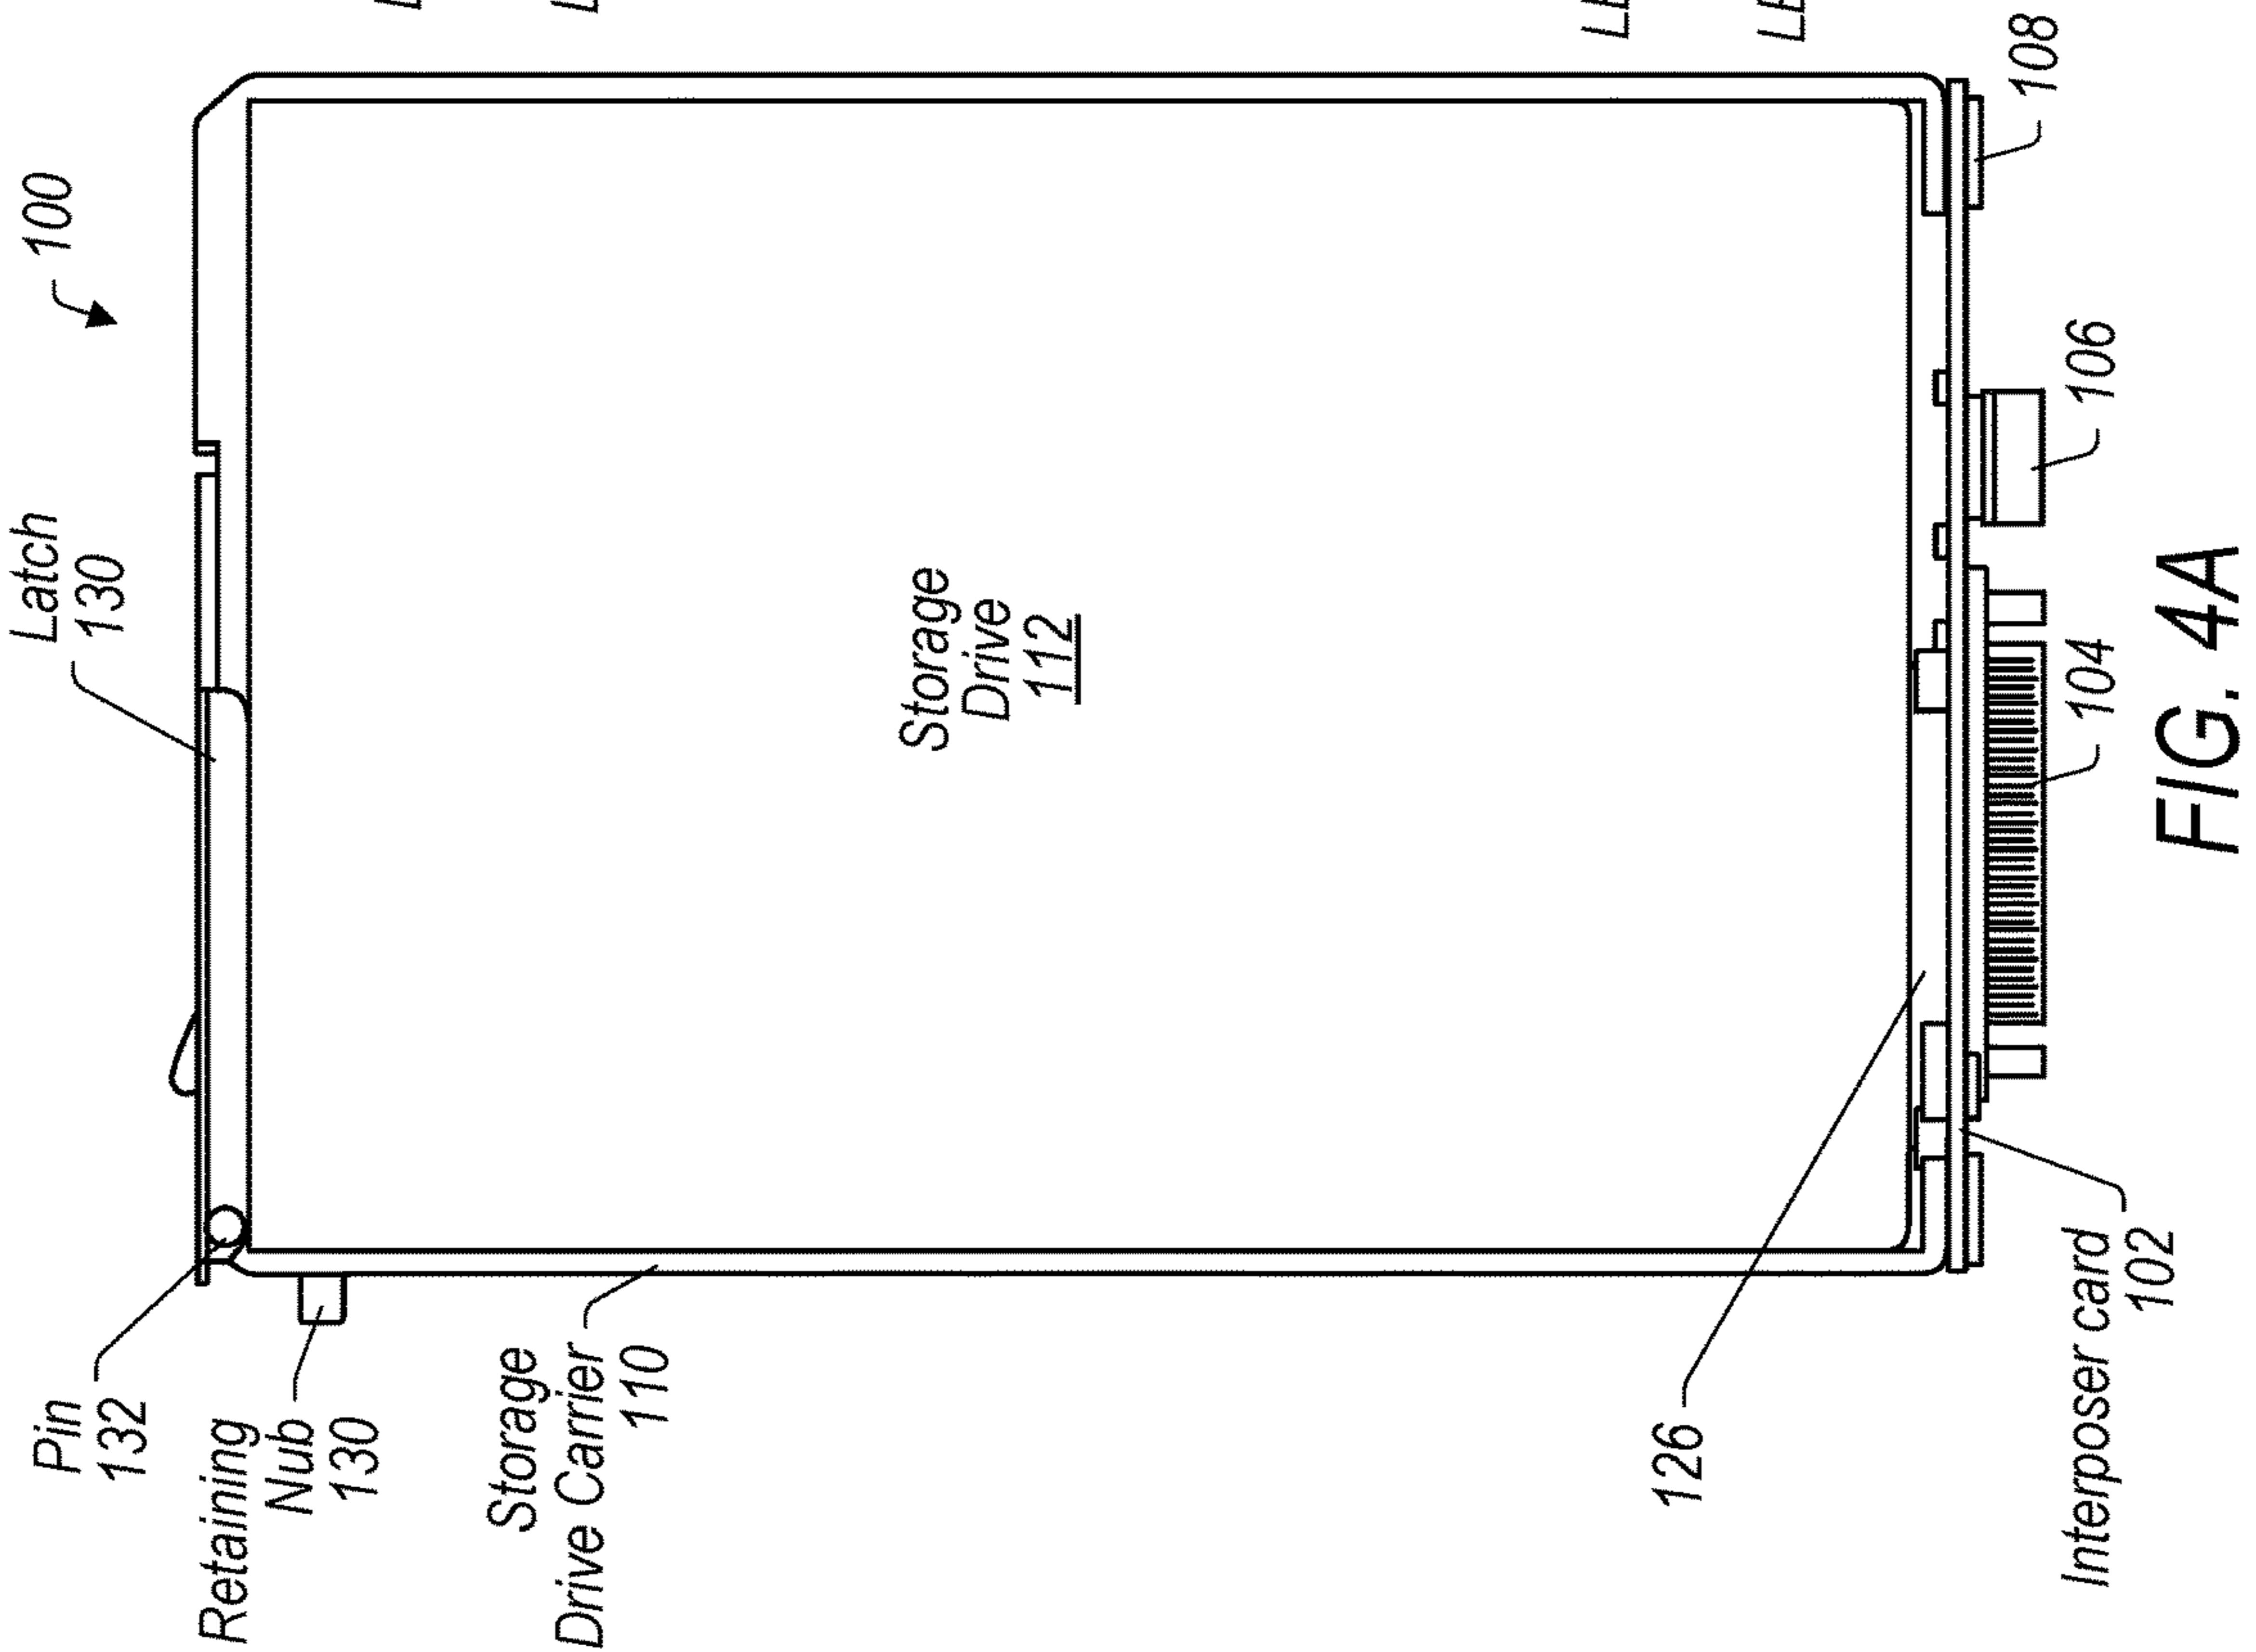 Pin
132
Retaining
Nub
130
Storage
Drive Carrier
110
126
Interposer card
102
Latch
130
100
Storage
Drive
112
104
106
108
FIG. 4A